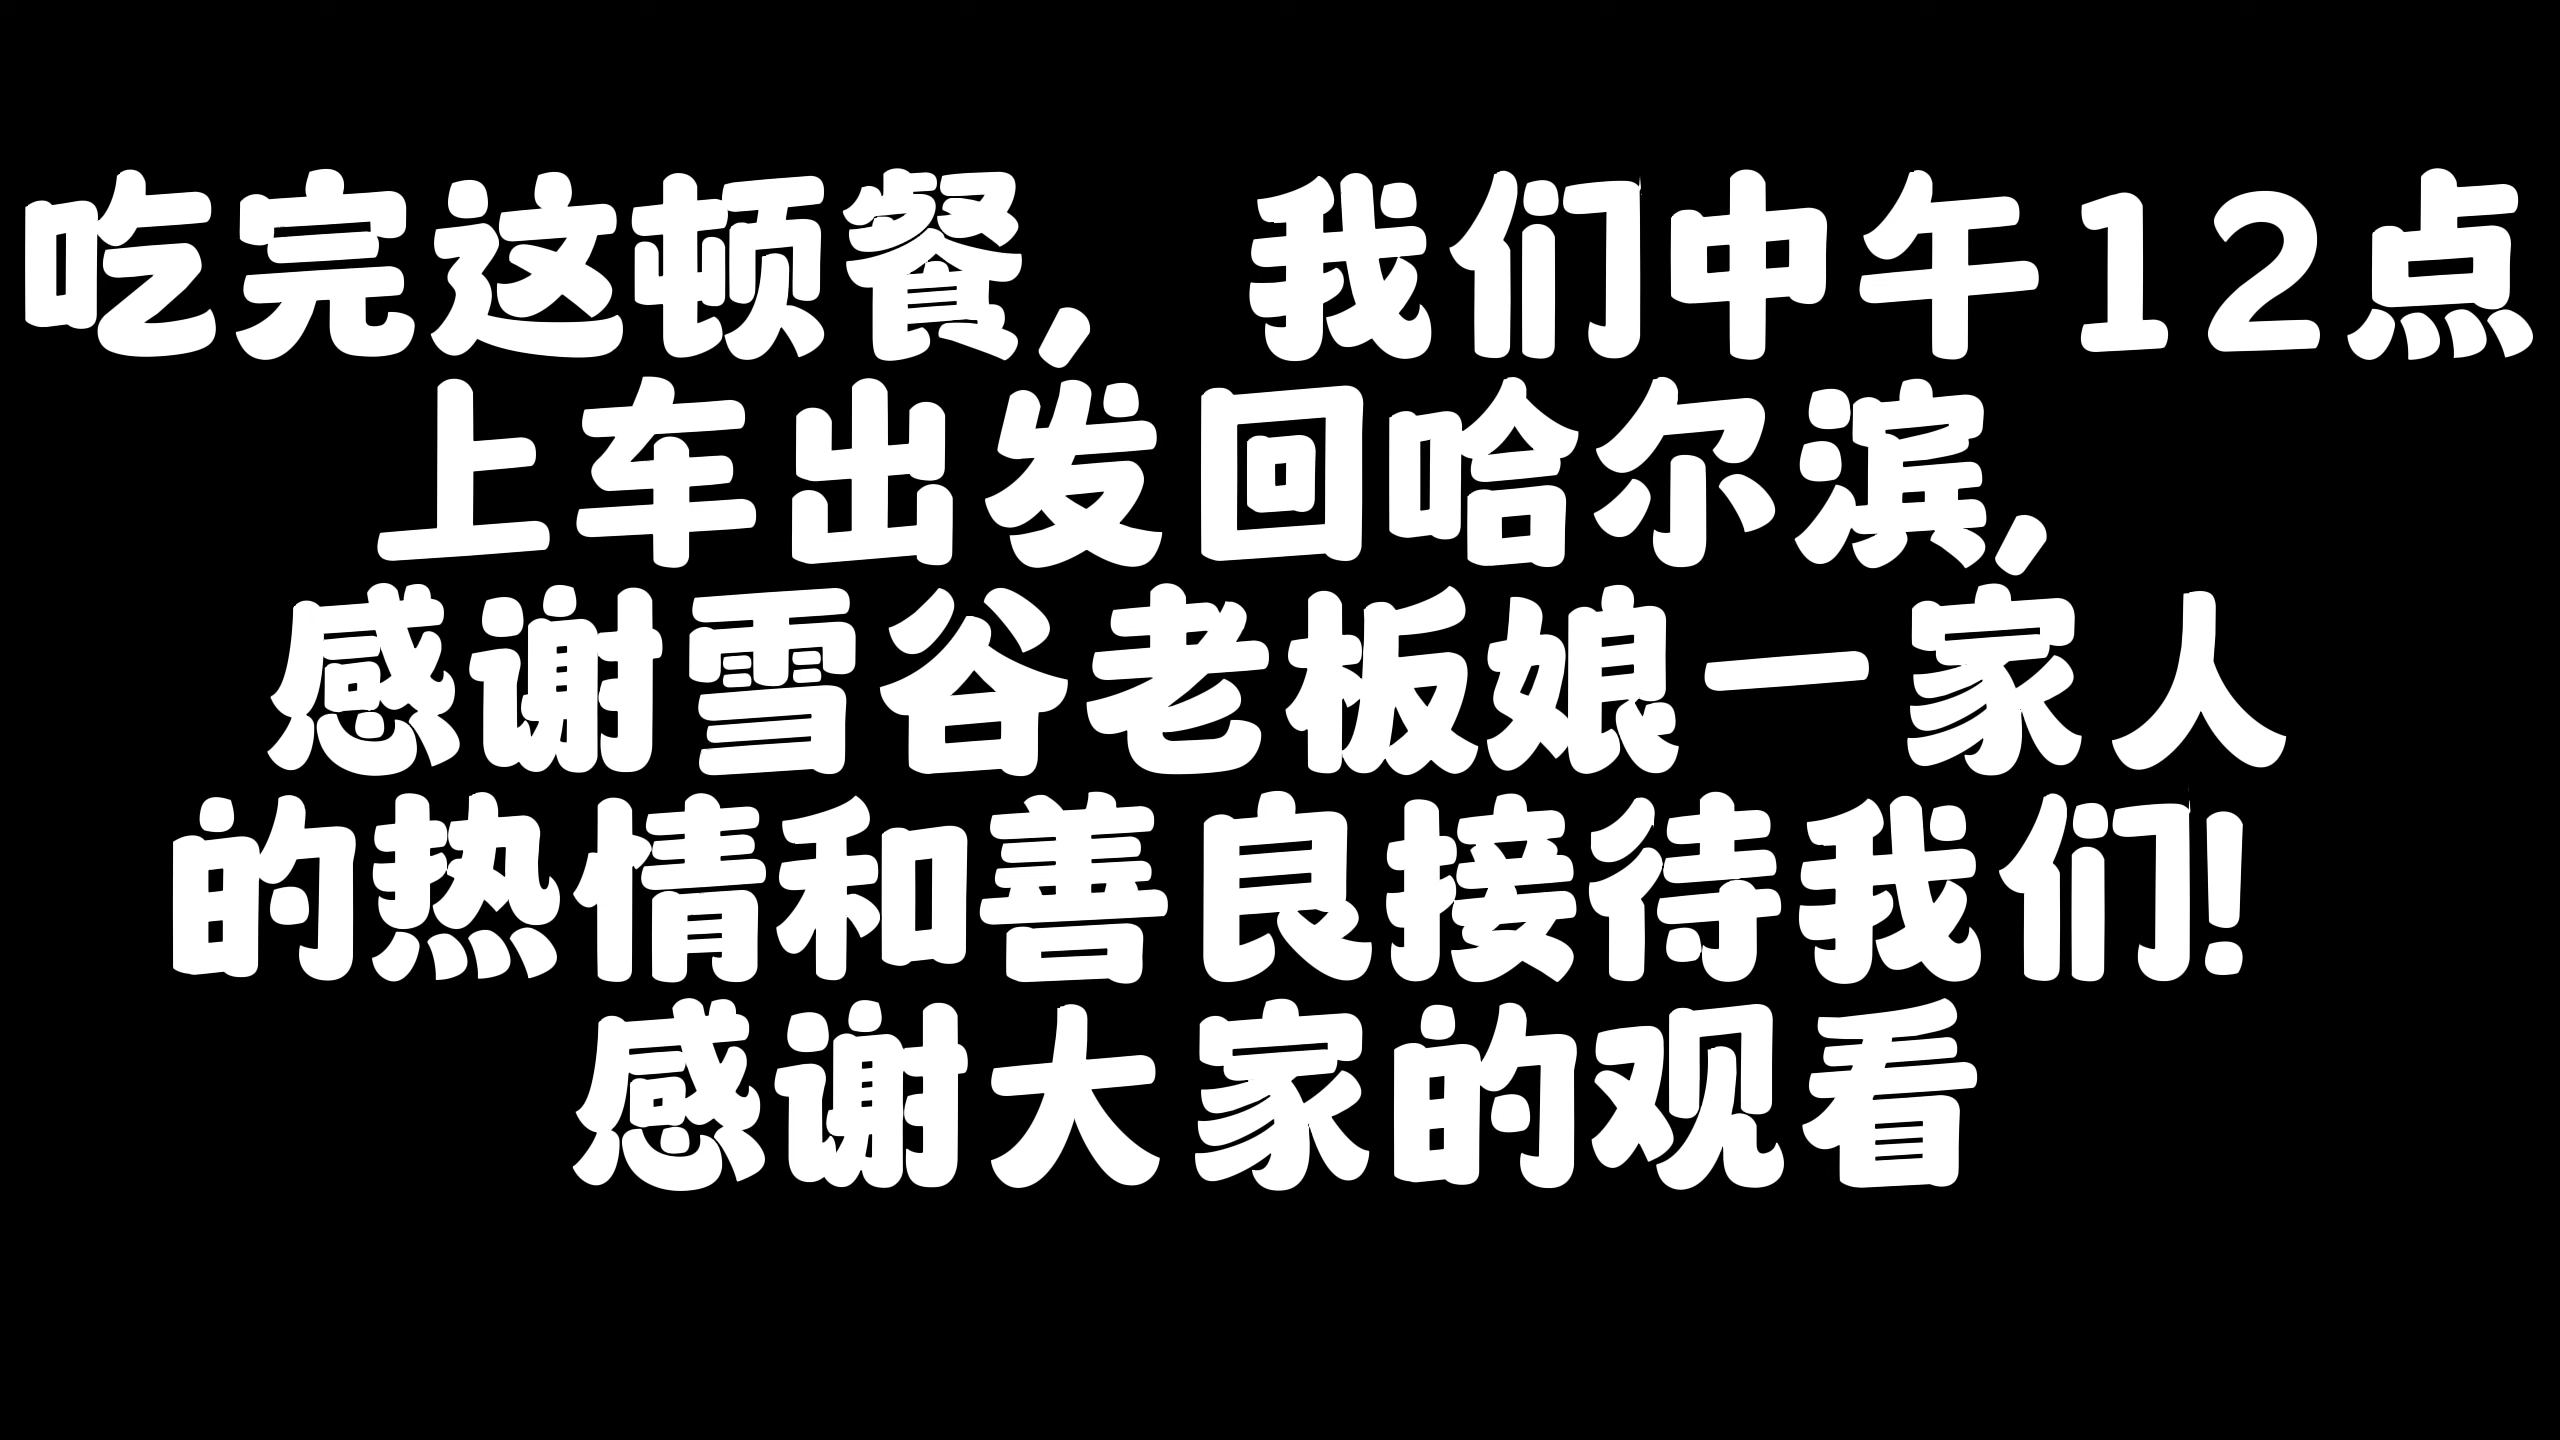 吃完这顿餐，我们中午12点
上车出发回哈尔滨，
感谢雪谷老板娘一家人
的热情和善良接待我们！
感谢大家的观看